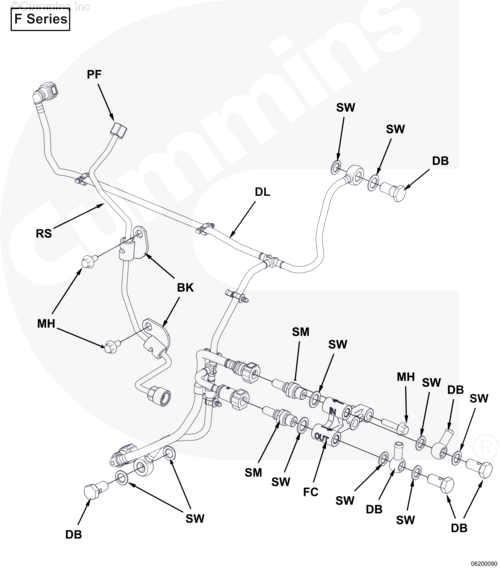 ©Cummins Inc
F Series
PF
SW
SW
DB
DL
RS
BK
MH
SM
SW
MH
SW
DB
SW
IN
OUT
SM
SW
FC
SW
DB
SW
DB
SW
DB
Cummins
®
06200090